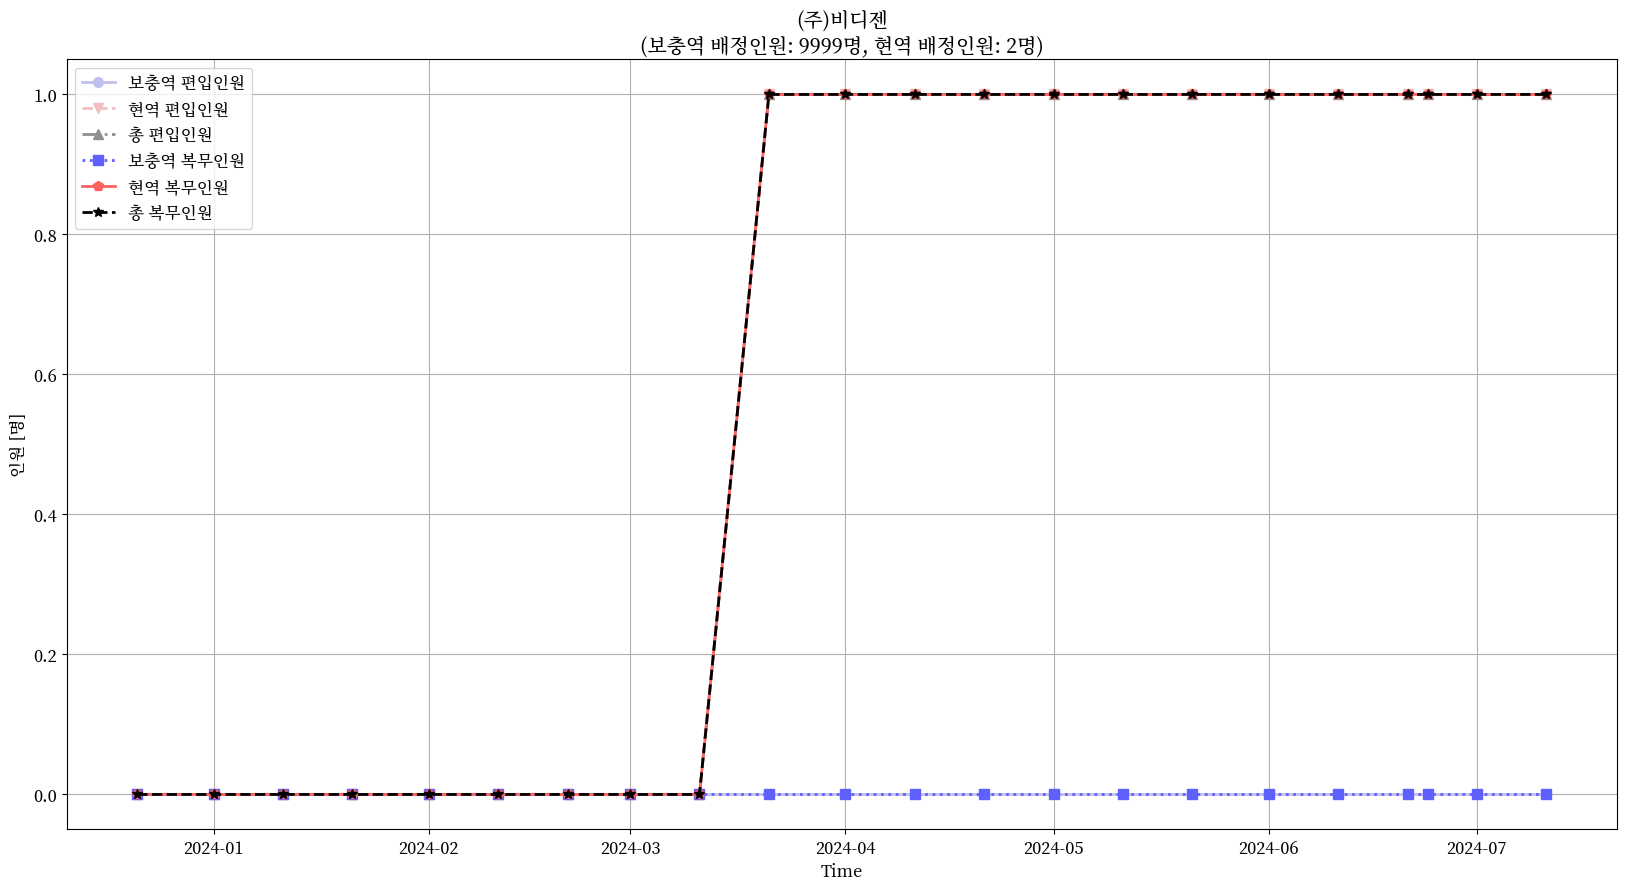 (주)비디젠
(보충역 배정인원: 9999명, 현역 배정인원: 2명)
보충역 편입인원
현역 편입인원
총 편입인원
보충역 복무인원
현역 복무인원
총 복무인원
1.0
0.8
0.6
0.4
0.2
0.0
인원 [명]
2024-01
2024-02
2024-03
2024-04
2024-05
2024-06
2024-07
Time